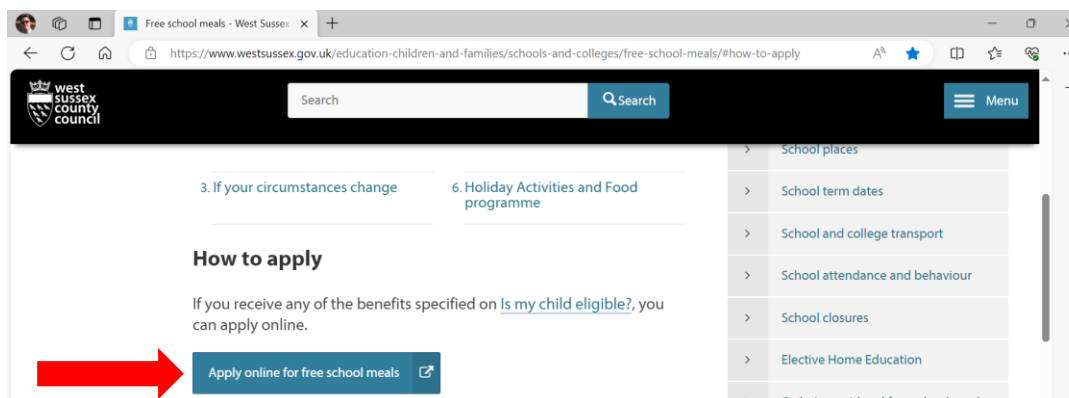 Free school meals - West Sussex
https://www.westsussex.gov.uk/education-children-and-families/schools-and-colleges/free-school-meals/#how-to-apply
west
sussex
county
council
Search
Search
Menu
3. If your circumstances change
6. Holiday Activities and Food
programme
How to apply
If you receive any of the benefits specified on Is my child eligible?, you
can apply online.
Apply online for free school meals
School places
School term dates
School and college transport
School attendance and behaviour
School closures
Elective Home Education